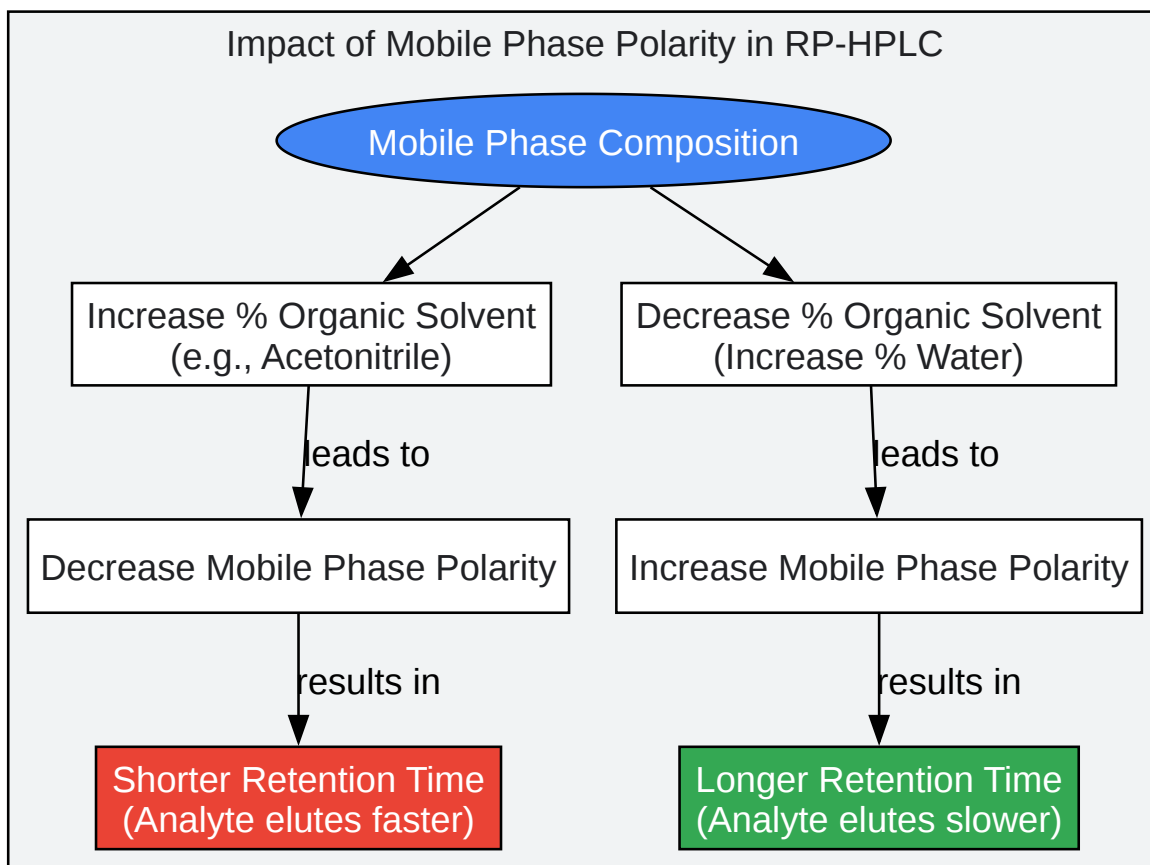 Impact of Mobile Phase Polarity in RP-HPLC
Mobile Phase Composition
Increase % Organic Solvent
(e.g., Acetonitrile)
Decrease % Organic Solvent
(Increase % Water)
leads to
leads to
Decrease Mobile Phase Polarity
Increase Mobile Phase Polarity
results in
results in
Shorter Retention Time
(Analyte elutes faster)
Longer Retention Time
(Analyte elutes slower)